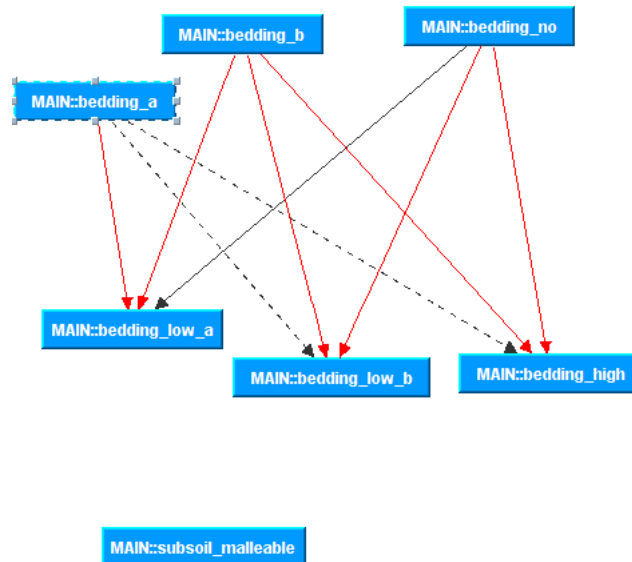 MAIN::bedding_b
MAIN::bedding_no
MAIN::bedding_a
MAIN::bedding_low_a
MAIN::bedding_low_b
MAIN::bedding_high
MAIN::subsoil_malleable